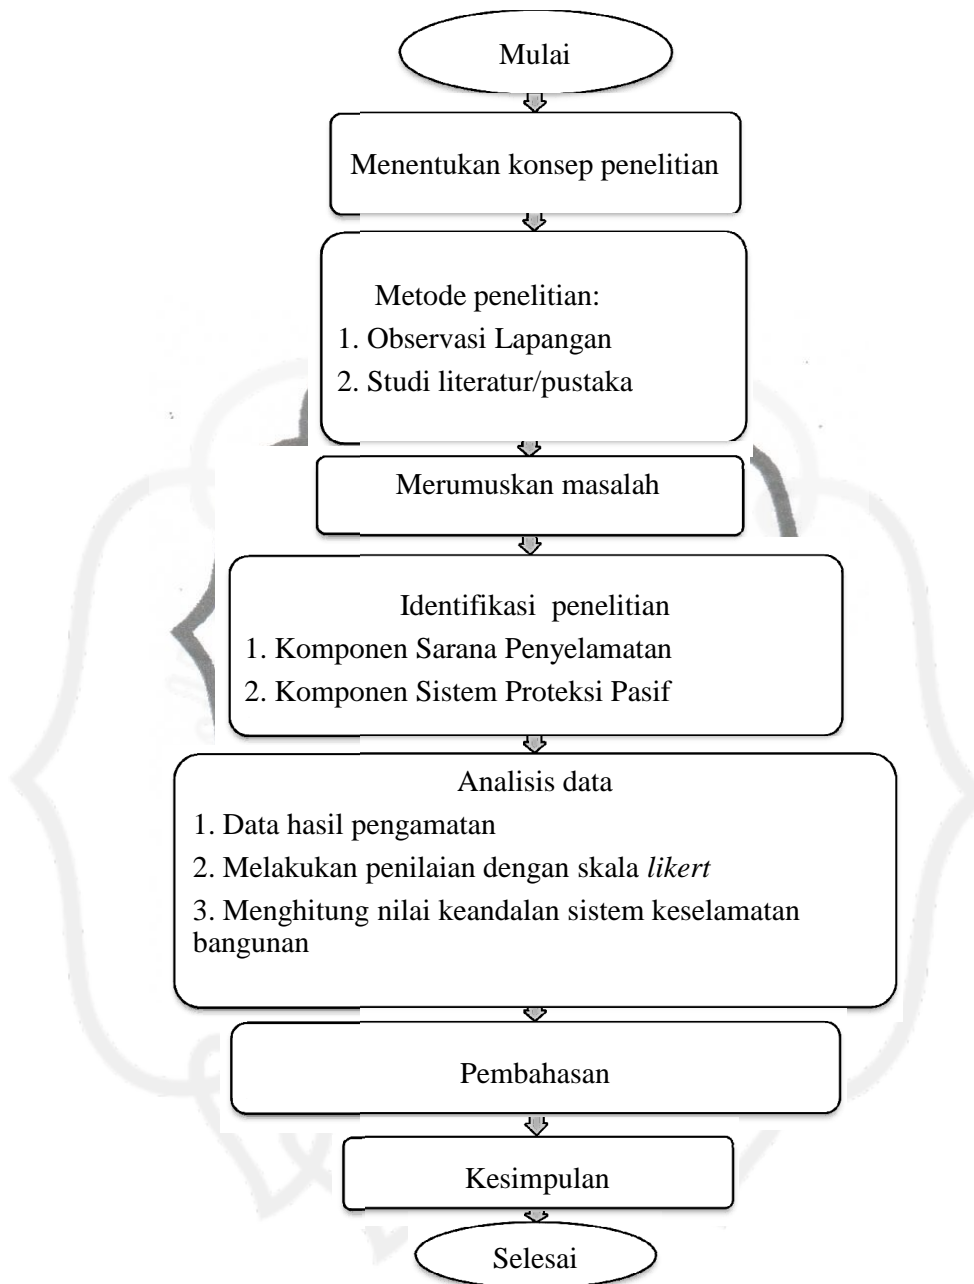 Mulai
Menentukan konsep penelitian
Metode penelitian:
1. Observasi Lapangan
2. Studi literatur/pustaka
Merumuskan masalah
Identifikasi penelitian
1. Komponen Sarana Penyelamatan
2. Komponen Sistem Proteksi Pasif
Analisis data
1. Data hasil pengamatan
2. Melakukan penilaian dengan skala likert
3. Menghitung nilai keandalan sistem keselamatan
bangunan
Pembahasan
Kesimpulan
Selesai